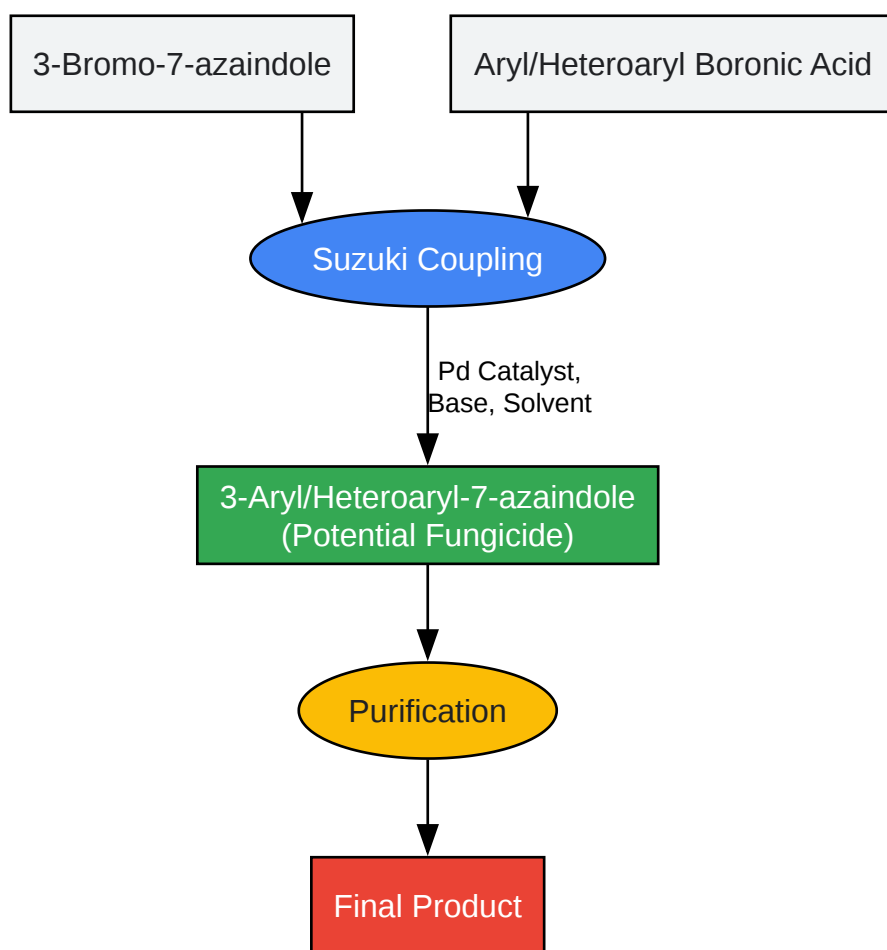 3-Bromo-7-azaindole
Aryl/Heteroaryl Boronic Acid
Suzuki Coupling
Pd Catalyst,
Base, Solvent
3-Aryl/Heteroaryl-7-azaindole
(Potential Fungicide)
Purification
Final Product